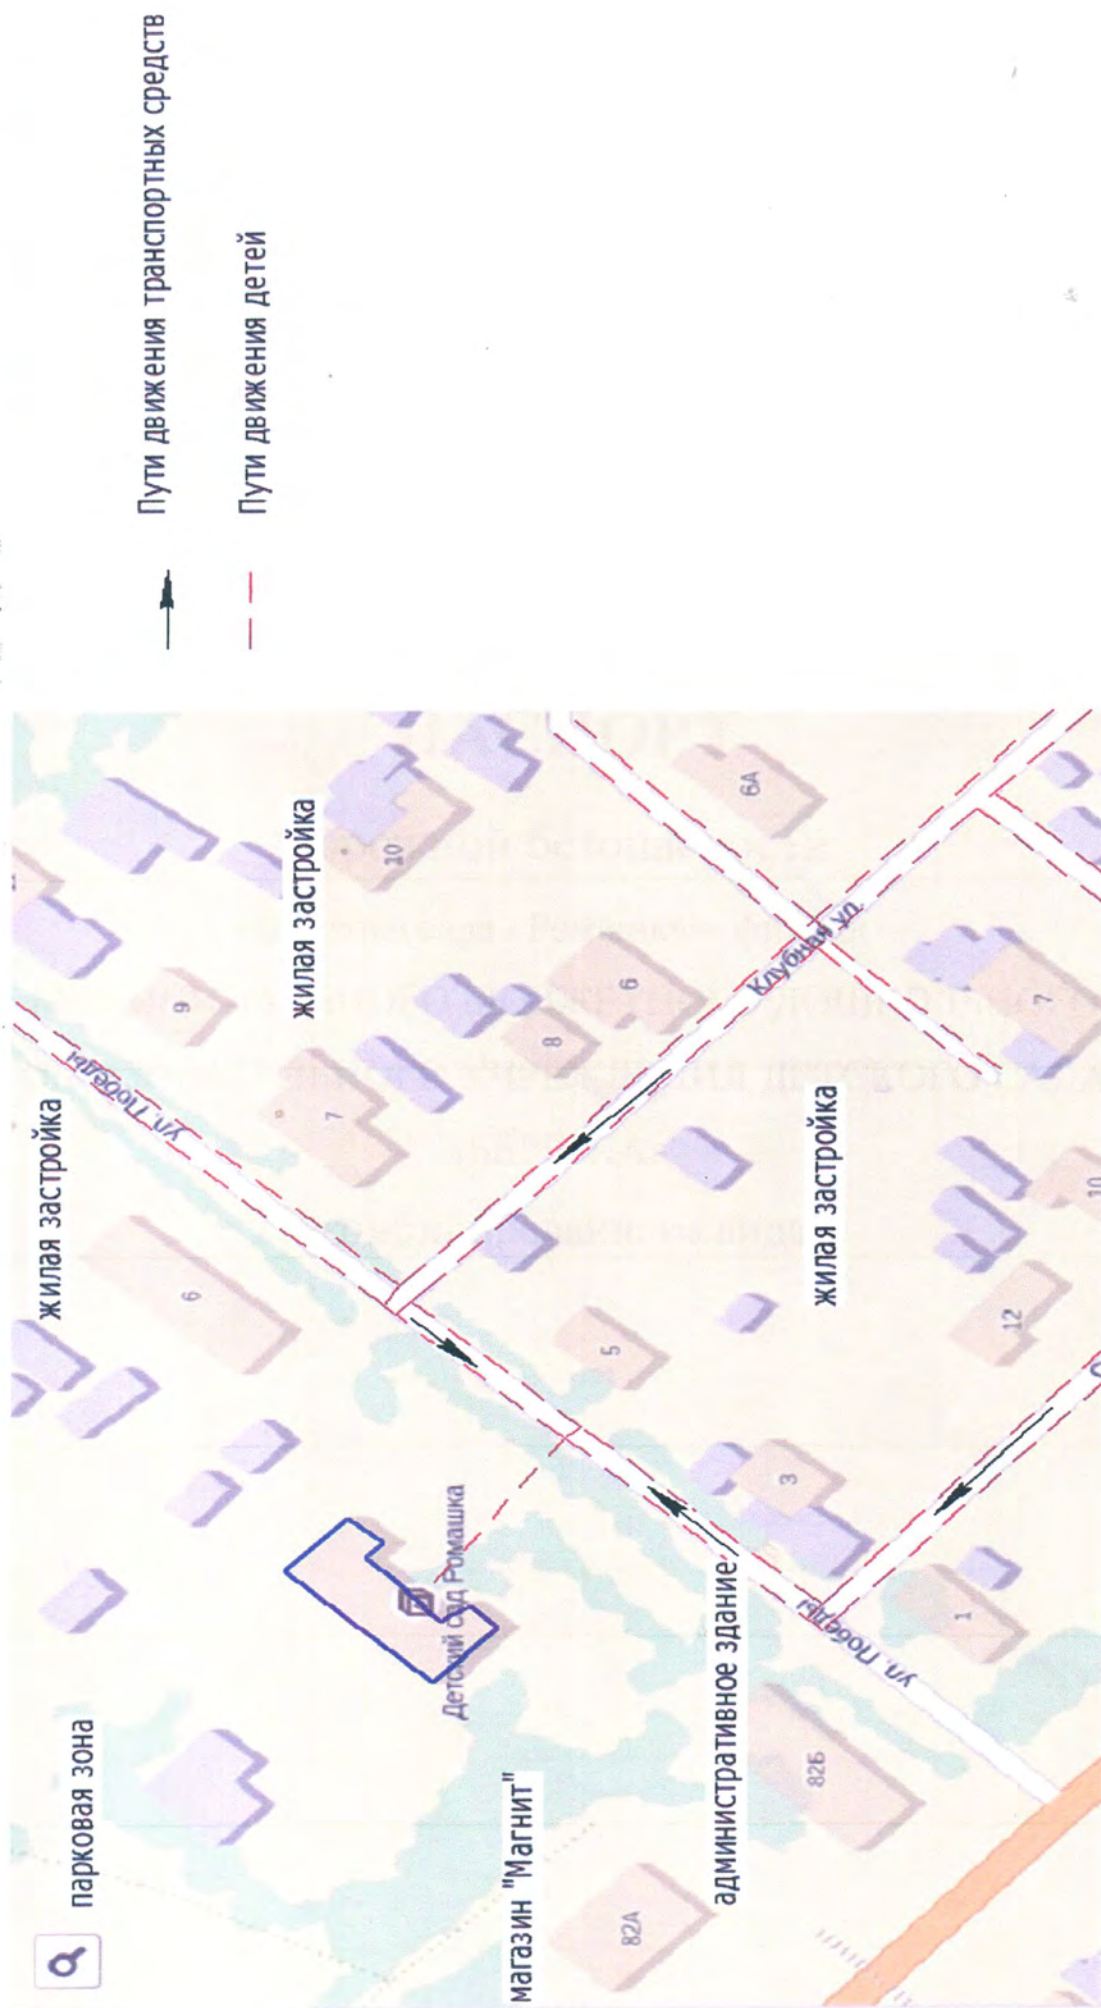 Пути движения транспортных средств
Пути движения детей
парковая зона
жилая застройка
ул. Победы
6
9
7
10
жилая застройка
Детский сад Ромашка
8
6
6А
5
Клубная ул.
магазин "Магнит"
82А
административное здание
3
жилая застройка
7
82Б
ул. Победы
1
12
10